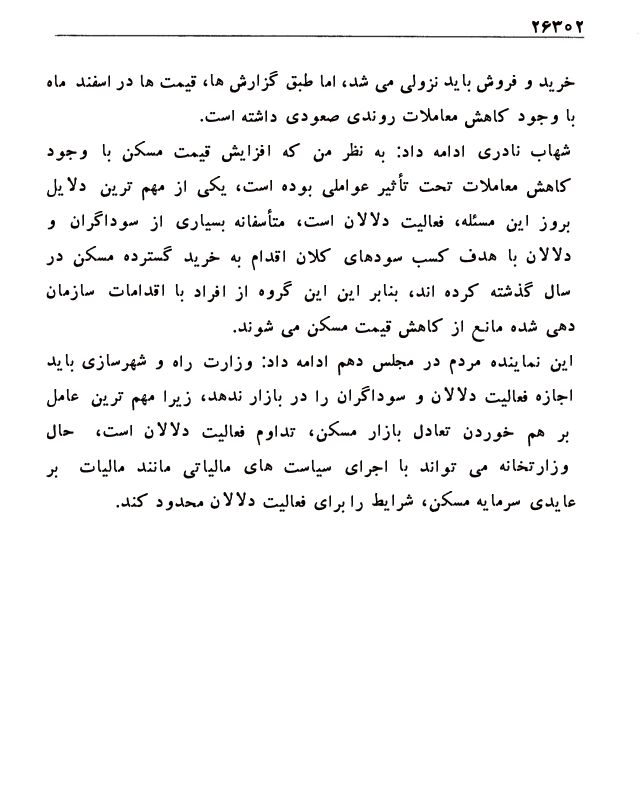 ۲۶۳۰۲
خرید و فروش باید نزولی می شد، اما طبق گزارش ها، قیمت ها در اسفند ماه
با وجود کاهش معاملات روندی صعودی داشته است.
شهاب نادری ادامه داد: به نظر من که افزایش قیمت مسکن با وجود
کاهش معاملات تحت تأثیر عواملی بوده است، یکی از مهم ترین دلایل
بروز این مسئله، فعالیت دلالان است، متأسفانه بسیاری از سوداگران و
دلالان با هدف کسب سودهای کلان اقدام به خرید گسترده مسکن در
سال گذشته کرده اند، بنابر این این گروه از افراد با اقدامات سازمان
دهی شده مانع از کاهش قیمت مسکن می شوند.
این نماینده مردم در مجلس دهم ادامه داد: وزارت راه و شهرسازی باید
اجازه فعالیت دلالان و سوداگران را در بازار ندهد، زیرا مهم ترین عامل
بر هم خوردن تعادل بازار مسکن، تداوم فعالیت دلالان است، حال
وزارتخانه می تواند با اجرای سیاست های مالیاتی مانند مالیات بر
عایدی سرمایه مسکن، شرایط را برای فعالیت دلالان محدود کند.